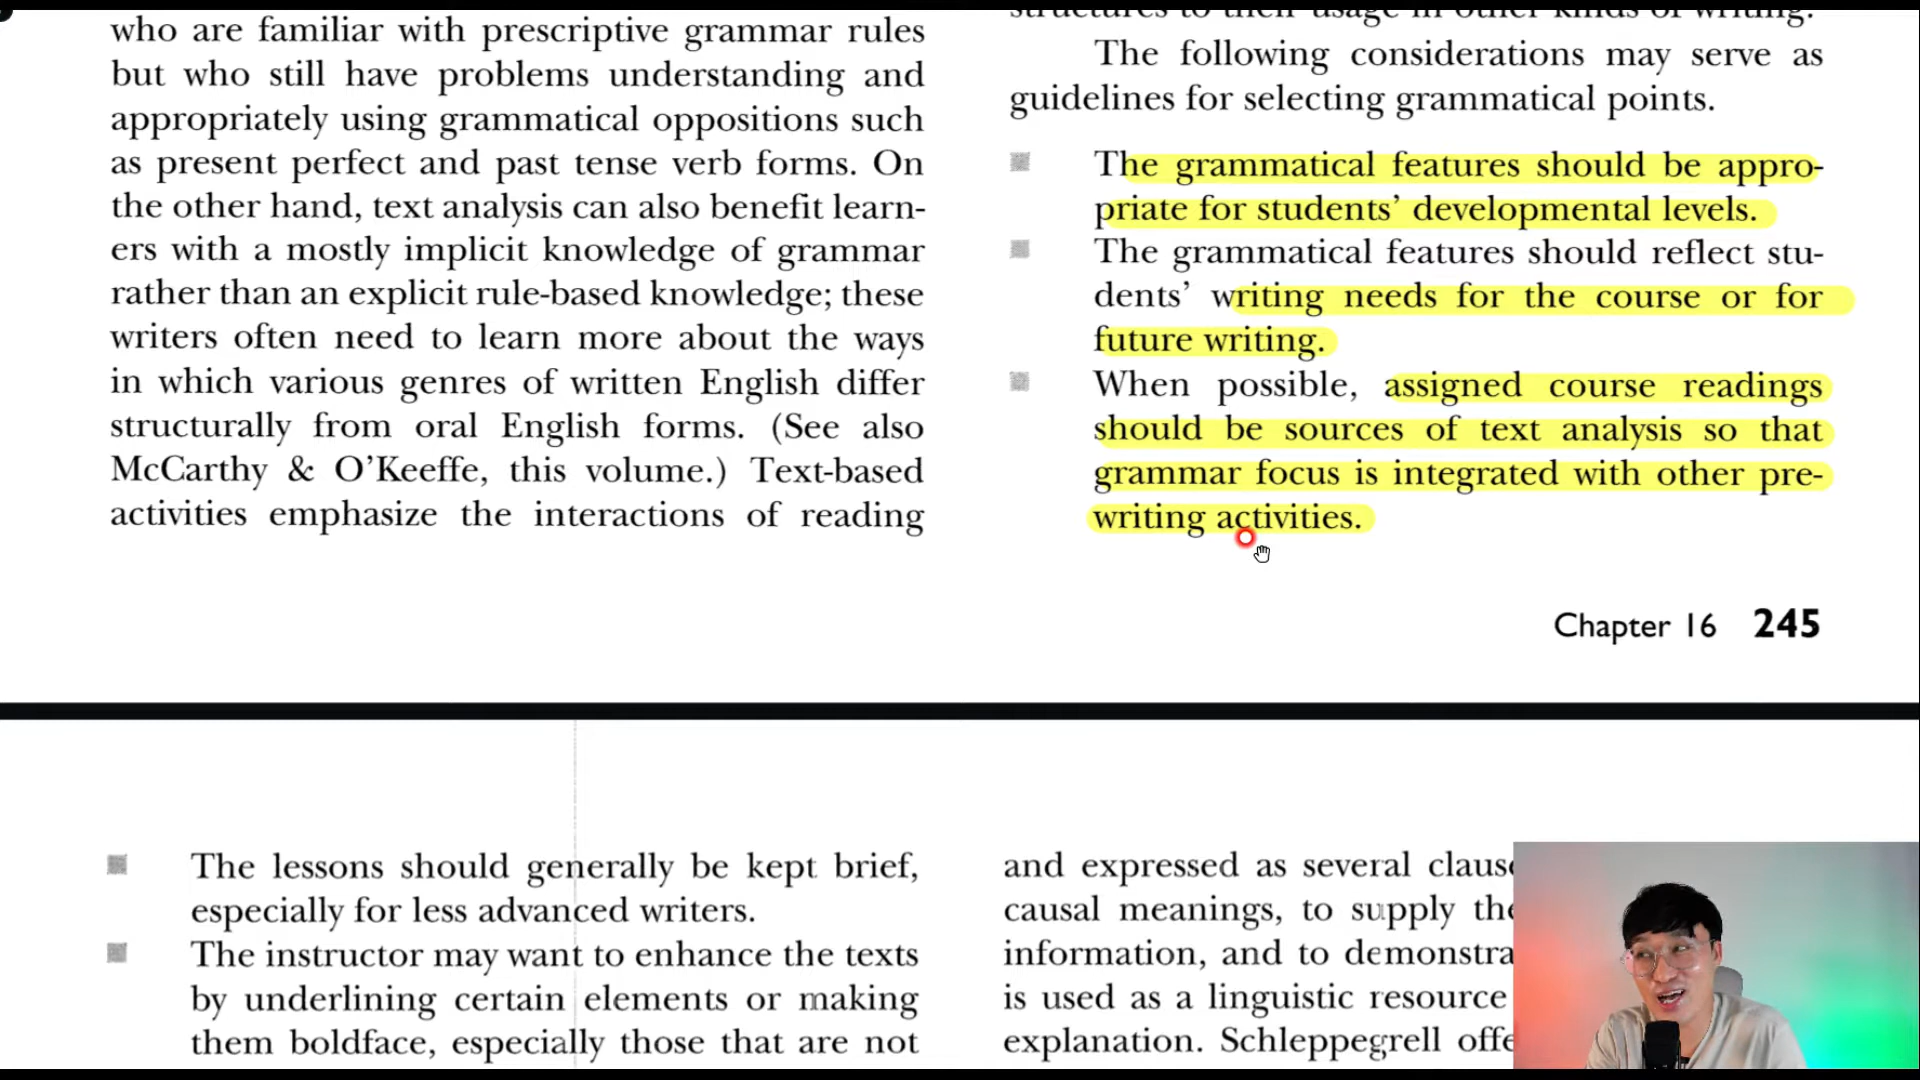 who are familiar with prescriptive grammar rules
but who still have problems understanding and
appropriately using grammatical oppositions such
as present perfect and past tense verb forms. On
the other hand, text analysis can also benefit learn-
ers with a mostly implicit knowledge of grammar
rather than an explicit rule-based knowledge; these
writers often need to learn more about the ways
in which various genres of written English differ
structurally from oral English forms. (See also
McCarthy & O’Keeffe, this volume.) Text-based
activities emphasize the interactions of reading
structures to their usage in other kinds of writing.
The following considerations may serve as
guidelines for selecting grammatical points.
The grammatical features should be appro-
priate for students’ developmental levels.
The grammatical features should reflect stu-
dents’ writing needs for the course or for
future writing.
When possible, assigned course readings
should be sources of text analysis so that
grammar focus is integrated with other pre-
writing activities.
Chapter 16 245
The lessons should generally be kept brief,
especially for less advanced writers.
The instructor may want to enhance the texts
by underlining certain elements or making
them boldface, especially those that are not
and expressed as several
causal meanings, to supply
information, and to
is used as a linguistic resource
explanation. Schleppegrell